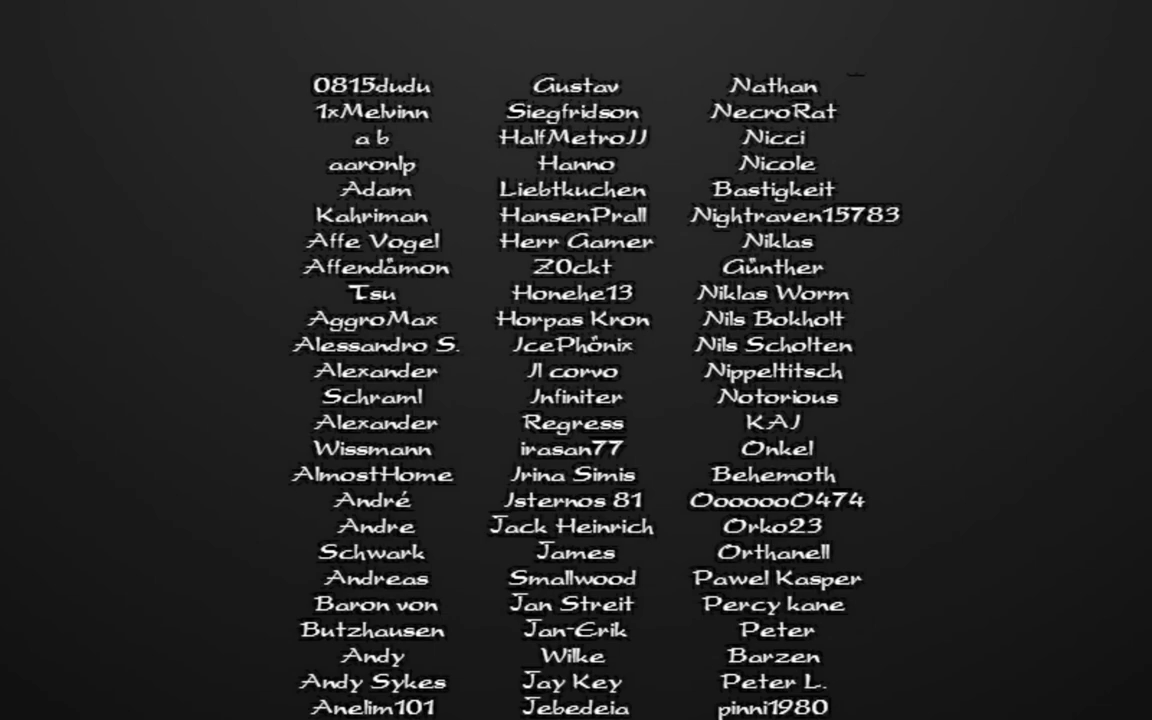 0815dudu
1xMelvinn
a b
aaronlp
Adam
Kahriman
Affe Vogel
Affendämon
Tsu
AggroMax
Alessandro S.
Alexander
Schraml
Alexander
Wissmann
AlmostHome
André
Andre
Schwark
Andreas
Baron von
Butzhausen
Andy
Andy Sykes
Anelim101
Gustav
Siegfridson
HalfMetroJJ
Hanno
Liebtkuchen
HansenPrall
Herr Gamer
Z0ckt
Honehe13
Horpas Kron
IcePhönix
Il corvo
Infiniter
Regress
irasan77
Irina Simis
Isternos 81
Jack Heinrich
James
Smallwood
Jan Streit
Jan-Erik
Wilke
Jay Key
Jebedeia
Nathan
NecroRat
Nicci
Nicole
Bastigkeit
Nightraven15783
Niklas
Günther
Niklas Worm
Nils Bokholt
Nils Scholten
Nippeltitsch
Notorious
KAJ
Onkel
Behemoth
OoooooO474
Orko23
Orthanell
Pawel Kasper
Percy kane
Peter
Barzen
Peter L.
pinni1980